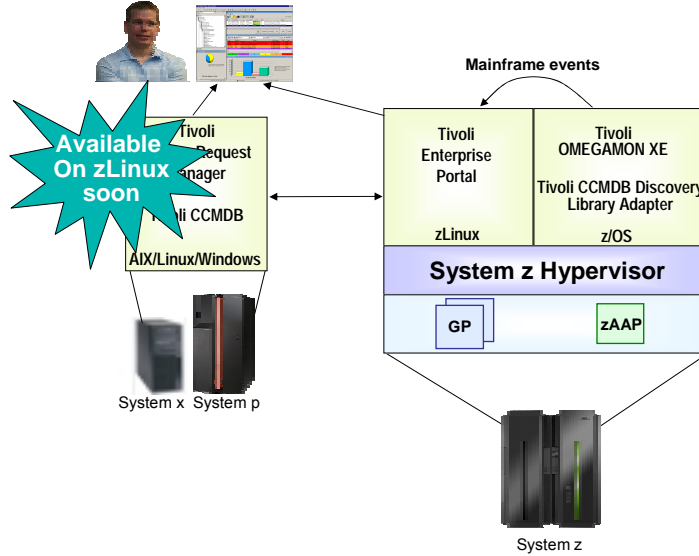 Mainframe events
Available
On zLinux
soon
Tivoli
Request
anager
Tivoli CCMDB
AIX/Linux/Windows
Tivoli
Enterprise
Portal
zLinux
Tivoli
OMEGAMON XE
Tivoli CCMDB Discovery
Library Adapter
z/OS
System z Hypervisor
GP
zAAP
System x
System p
System z